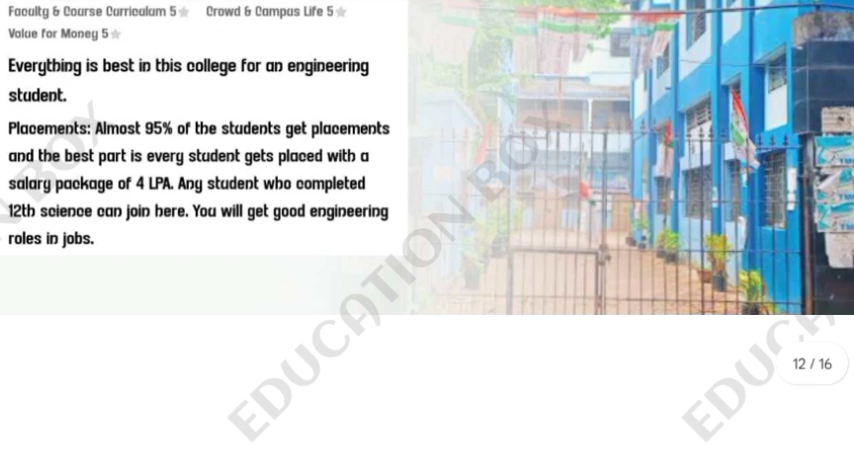 Faculty & Course Curriculum 5★ Crowd & Campus Life 5★
Value for Money 5★
Everything is best in this college for an engineering
student.
Placements: Almost 95% of the students get placements
and the best part is every student gets placed with a
salary package of 4 LPA. Any student who completed
12th science can join here. You will get good engineering
roles in jobs.
EDUCATION BOX
12 / 16